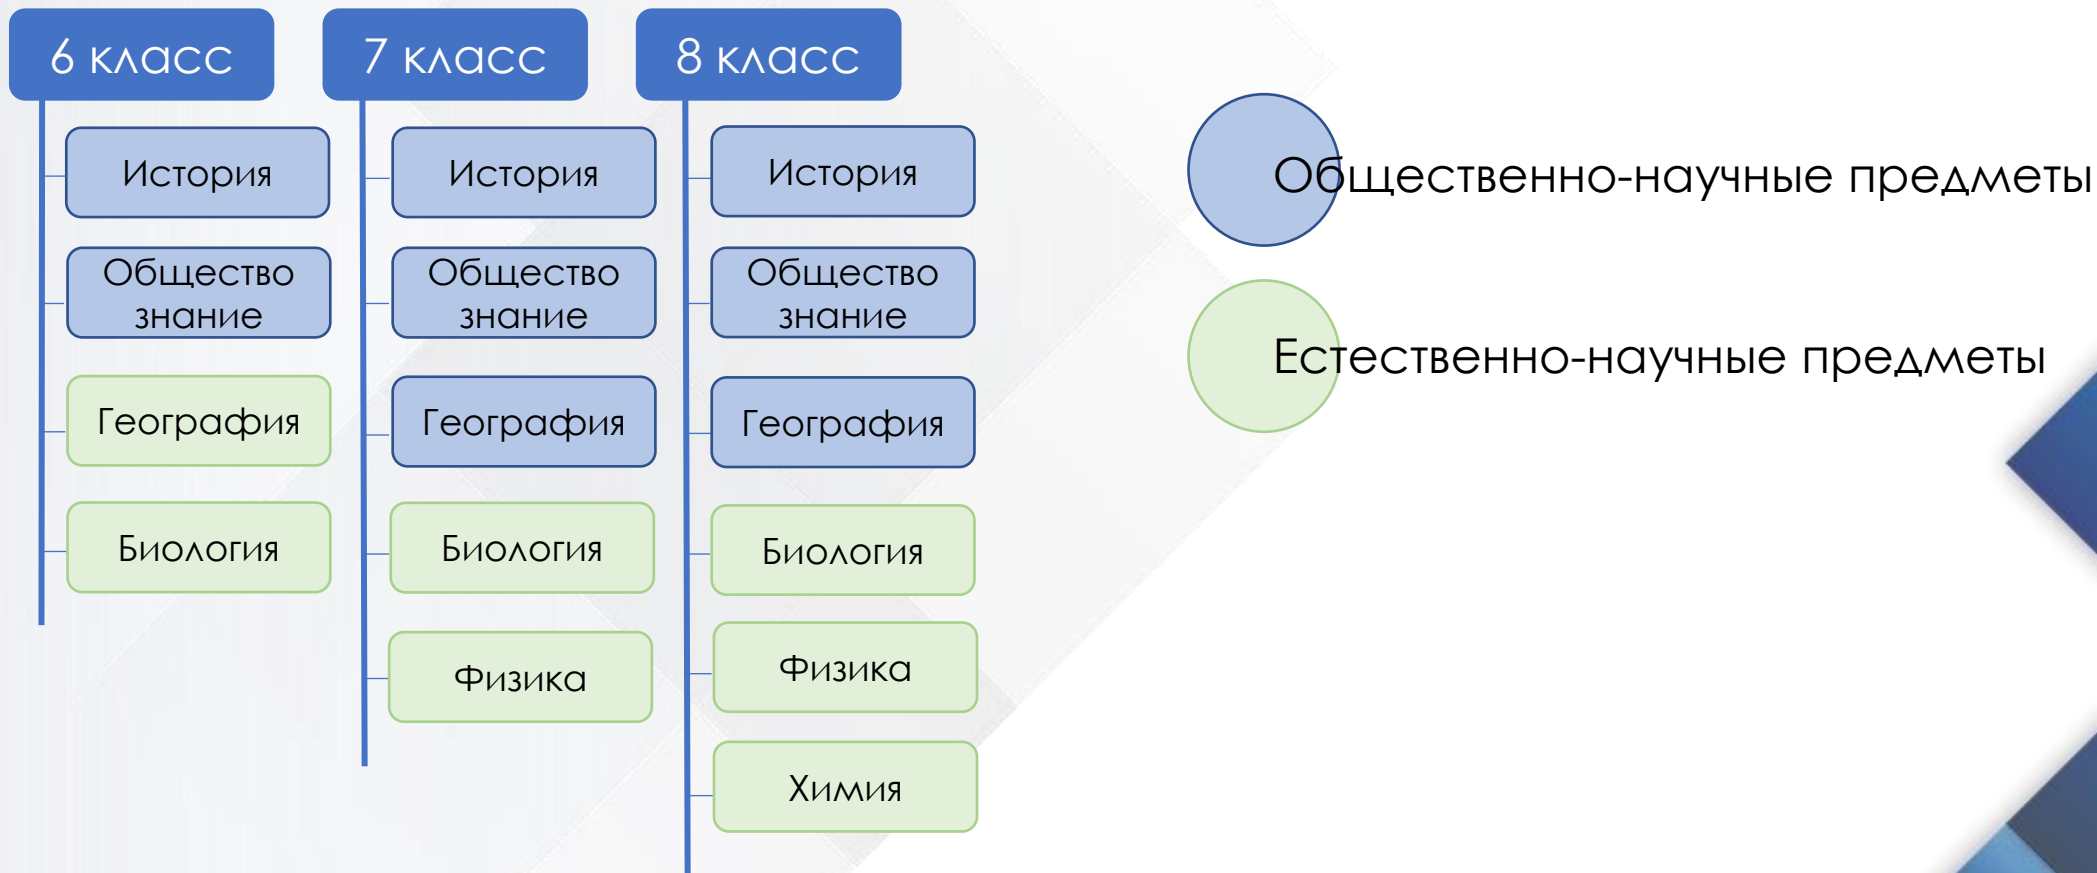 6 класс
История
Общество
знание
География
Биология
7 класс
История
Общество
знание
География
Биология
Физика
8 класс
История
Общество
знание
География
Биология
Физика
Химия
Общественно-научные предметы
Естественно-научные предметы